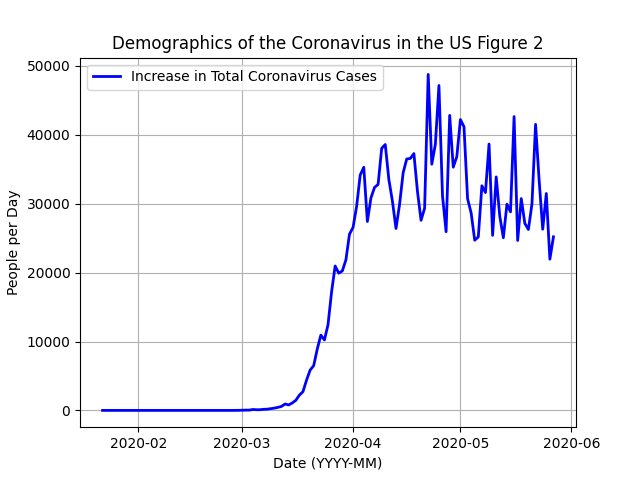 Demographics of the Coronavirus in the US Figure 2
Increase in Total Coronavirus Cases
50000
40000
30000
20000
10000
0
People per Day
2020-02 2020-03 2020-04 2020-05 2020-06
Date (YYYY-MM)